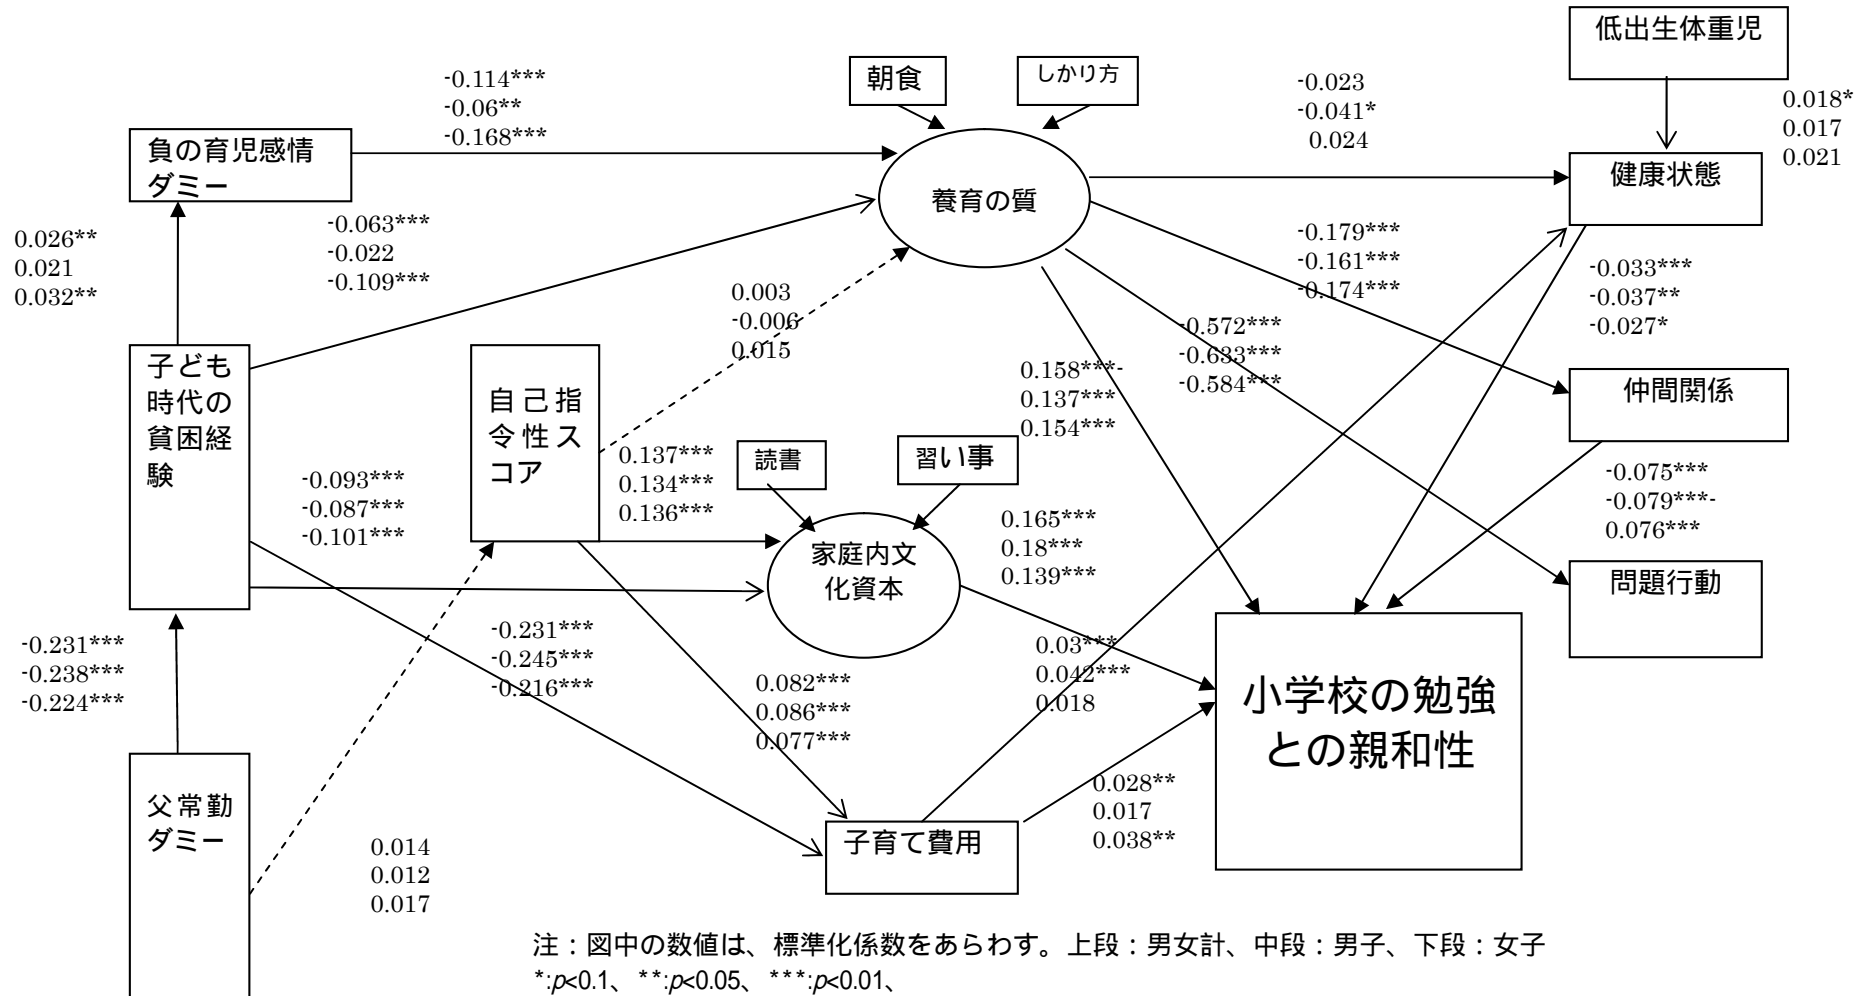 低出生体重児
朝食
しかり方
-0.114***
-0.06**
-0.168***
-0.023
-0.041*
0.024
0.018*
0.017
0.021
負の育児感情
ダミー
養育の質
健康状態
0.026**
0.021
0.032**
-0.063***
-0.022
-0.109***
-0.179***
-0.161***
-0.174***
-0.033***
-0.037**
-0.027*
0.003
-0.006
0.015
-0.572***
-0.633***
-0.584***
子ども
時代の
貧困経
験
自己指
令性ス
コア
0.158***-
0.137***
0.154***
仲間関係
-0.093***
-0.087***
-0.101***
0.137***
0.134***
0.136***
読書
習い事
-0.075***
-0.079***-
0.076***
家庭内文
化資本
0.165***
0.18***
0.139***
問題行動
-0.231***
-0.238***
-0.224***
-0.231***
-0.245***
-0.216***
0.082***
0.086***
0.077***
0.03***
0.042***
0.018
小学校の勉強
との親和性
父常勤
ダミー
0.014
0.012
0.017
子育て費用
0.028**
0.017
0.038**
注：図中の数値は、標準化係数をあらわす。上段：男女計、中段：男子、下段：女子
*:p<0.1、 **:p<0.05、 ***:p<0.01、